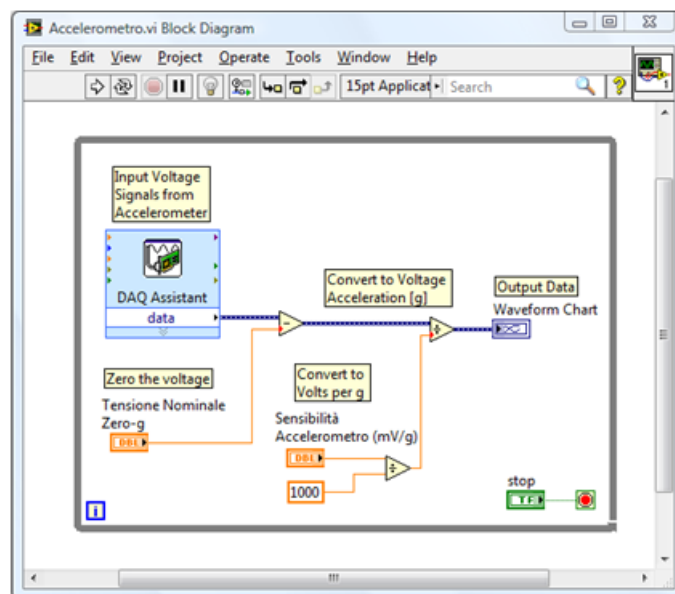 Accelerometro.vi Block Diagram
File Edit View Project Operate Tools Window Help
15pt Applicat Search
1
Input Voltage
Signals from
Accelerometer
DAQ Assistant
data
Convert to Voltage
Acceleration [g]
Output Data
Waveform Chart
Zero the voltage
Tensione Nominale
Zero-g
DBL
Convert to
Volts per g
Sensibilità
Accelerometro (mV/g)
DBL
1000
stop
TF
i